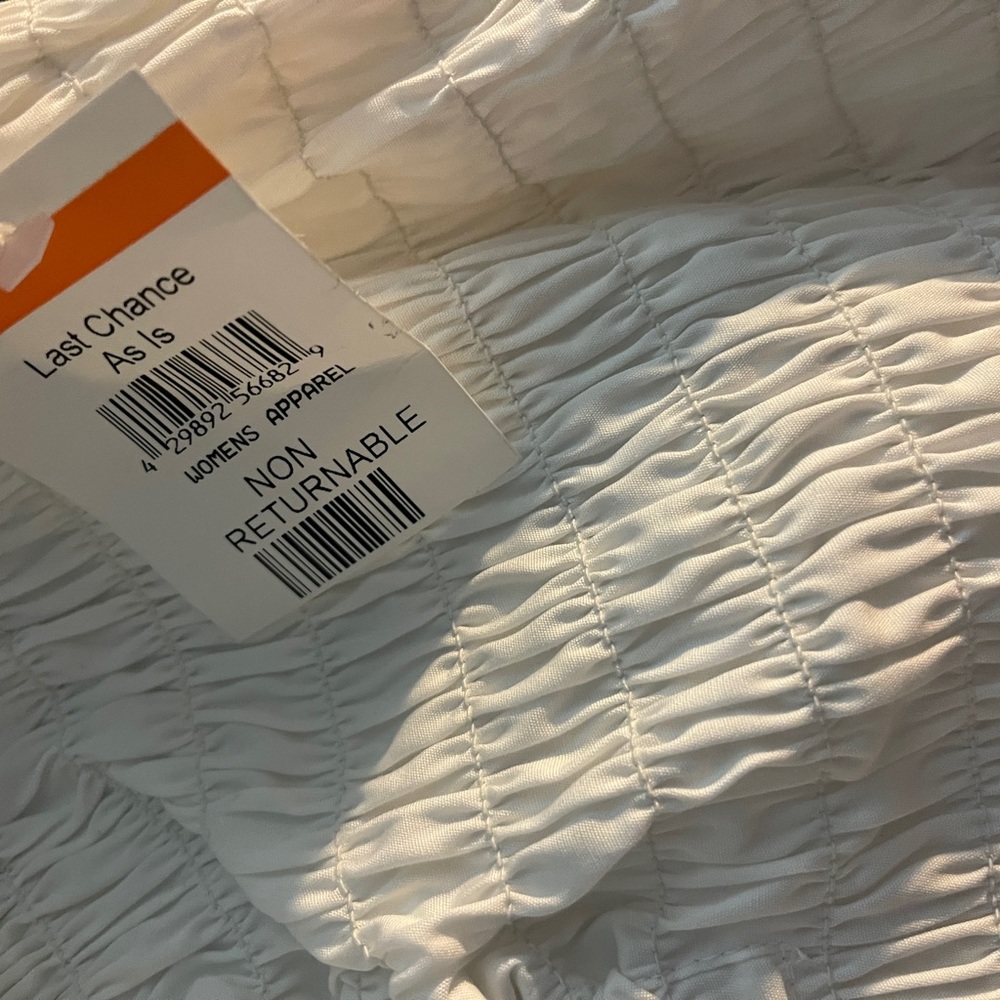 Last Chance
As Is
4 29892 56682 9
WOMENS APPAREL
NON
RETURNABLE